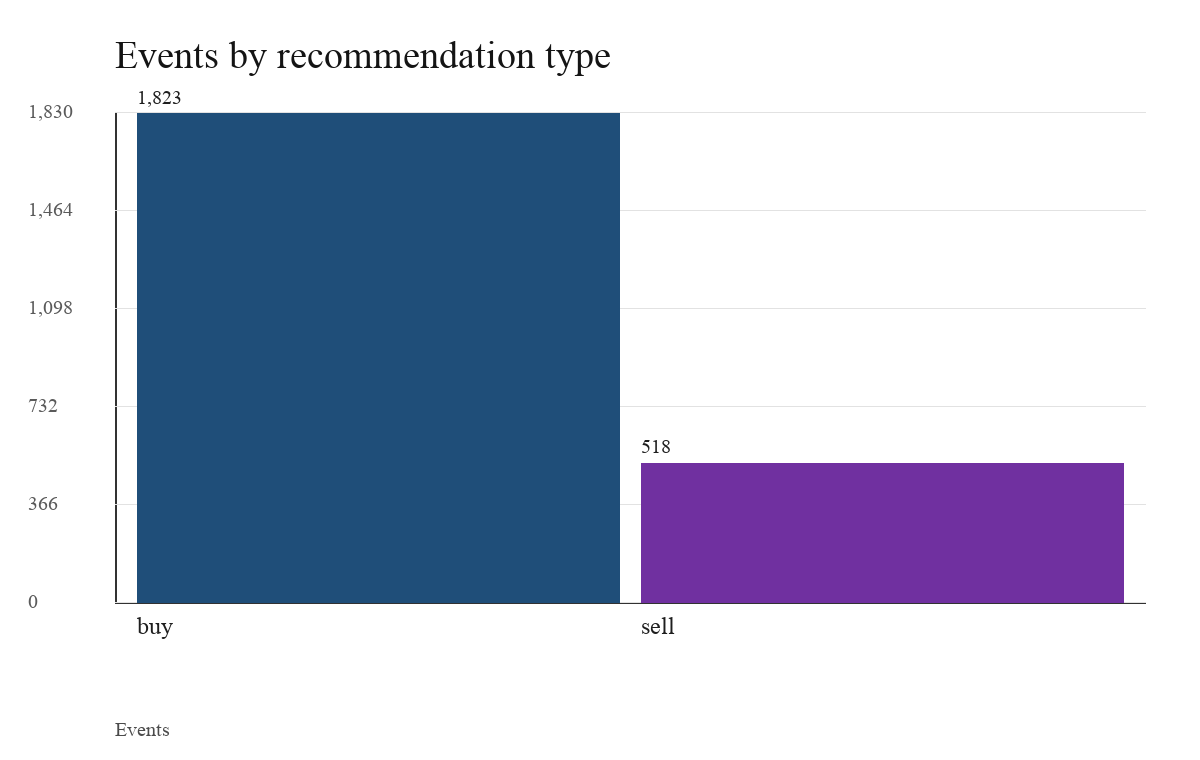 Events by recommendation type
1,823
1,830
1,464
1,098
732
518
366
0
buy
sell
Events